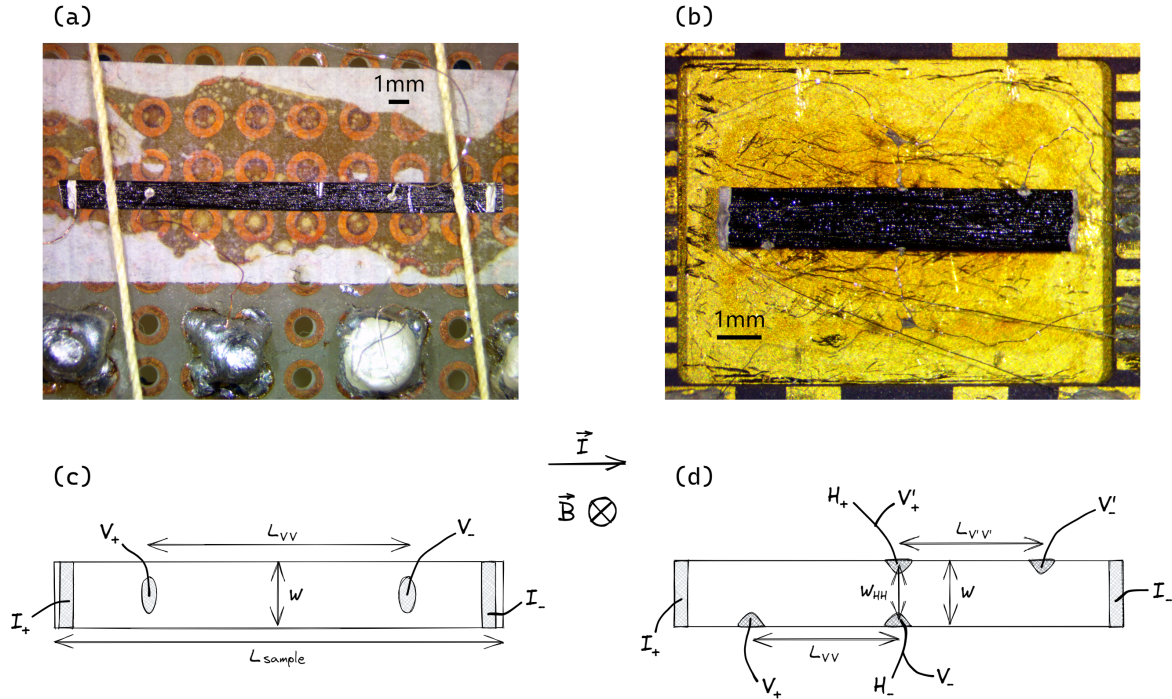 (a)
1mm
(b)
1mm
(c)
V+
LVV
V-
W
I+
I-
Lsample
I
B
(d)
H+
V'+
V'-
LV'V'
WHH
W
I+
I-
LVV
V+
H-
V-